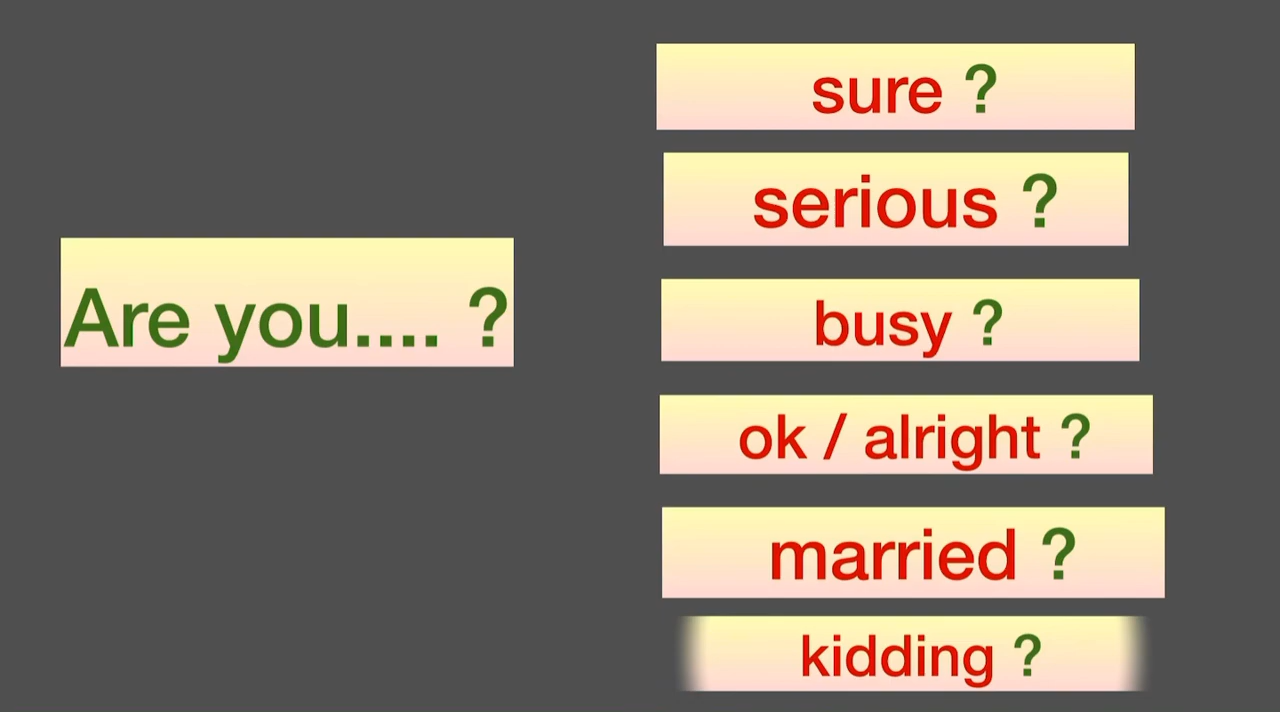 Are you.... ?
sure ?
serious ?
busy ?
ok / alright ?
married ?
kidding ?